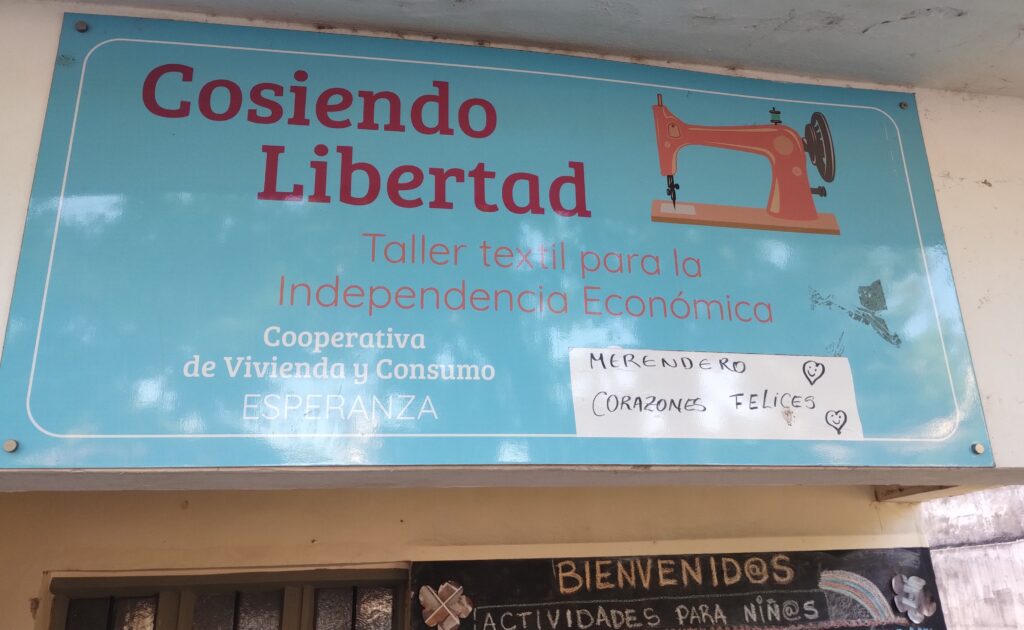 Cosiendo
Libertad
Taller textil para la
Independencia Económica
Cooperativa
de Vivienda y Consumo
ESPERANZA
MERENDERO
CORAZONES FELICES
BIENVENID@S
ACTIVIDADES PARA NIÑ@S